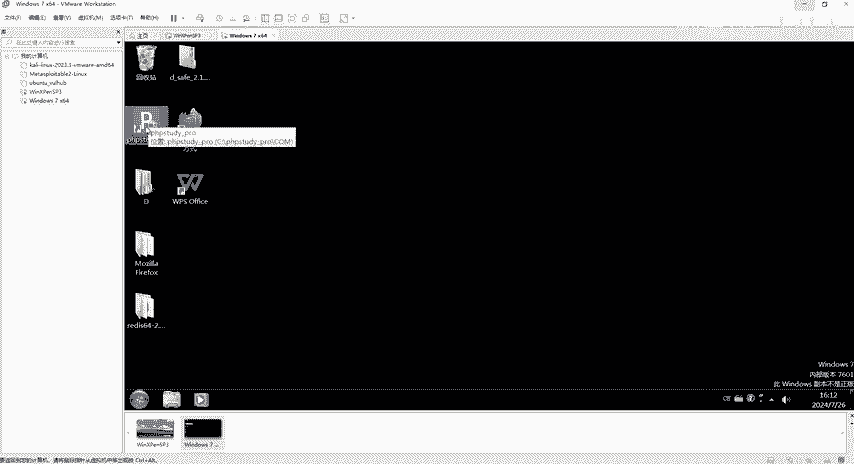 Windows 7 x64 - VMware Workstation
文件(F) 编辑(E) 查看(V) 虚拟机(M) 选项卡(T) 帮助(H)
库
在此处键入内容进行搜索
我的计算机
kali-linux-2023.1-vmware-amd64
Metasploitable2-Linux
ubuntu_vulhub
WinXPenSP3
Windows 7 x64
主页
WinXPenSP3
Windows 7 x64
回收站
d_safe_2.1....
phpstudy_pro
位置: phpstudy_pro (C:\phpstudy_pro\COM)
D
WPS Office
Mozilla
Firefox
redis64-2....
Windows 7
内部版本 7601
此 Windows 副本不是正版
CH
16:12
2024/7/26
WinXPenSP3
Windows 7 ...
要返回到您的计算机，请将鼠标指针从虚拟机中移出或按 Ctrl+Alt。